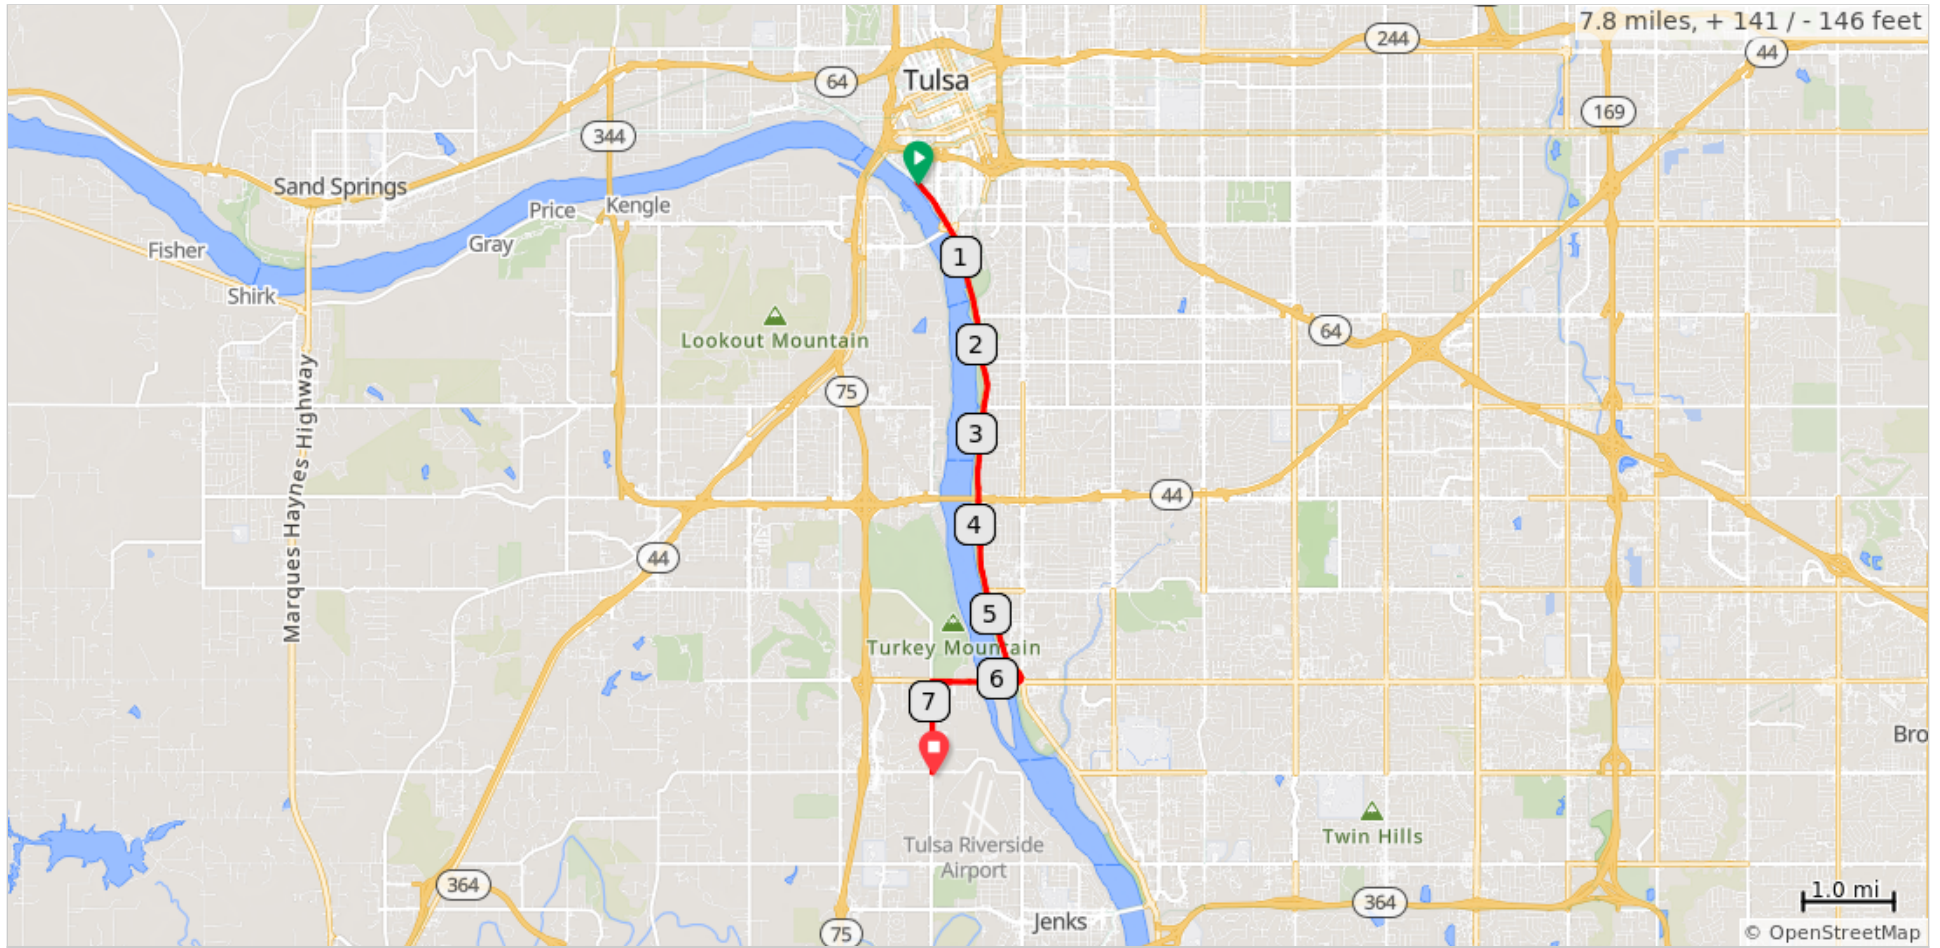 7.8 miles, + 141 / - 146 feet
244
44
64
Tulsa
169
344
Sand Springs
Price
Kengle
Gray
Fisher
1
Shirk
64
Lookout Mountain
2
75
3
Marques Haynes Highway
44
4
44
5
Turkey Mountain
6
7
Bro
Twin Hills
Tulsa Riverside
Airport
364
1.0 mi
364
Jenks
75
© OpenStreetMap